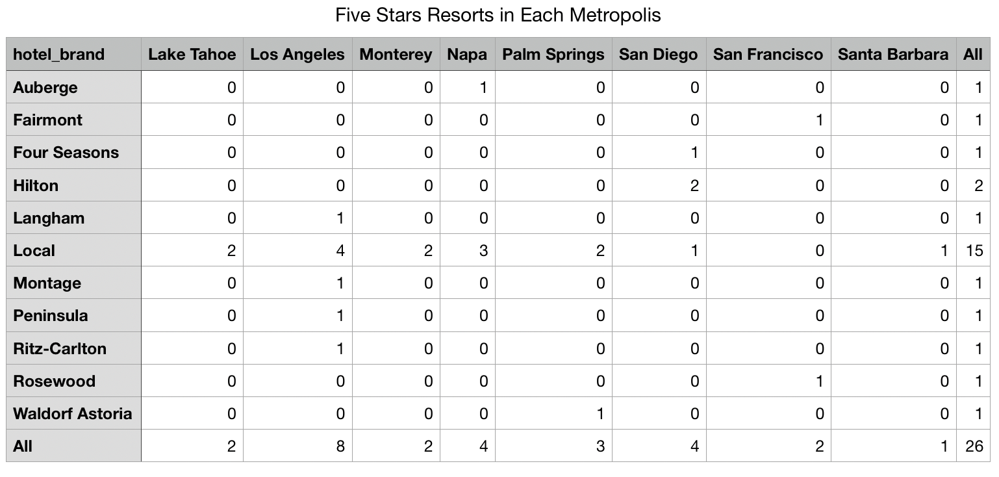 Five Stars Resorts in Each Metropolis
hotel_brand Lake Tahoe Los Angeles Monterey Napa Palm Springs San Diego San Francisco Santa Barbara All
Auberge 0 0 0 1 0 0 0 0 1
Fairmont 0 0 0 0 0 0 1 0 1
Four Seasons 0 0 0 0 0 1 0 0 1
Hilton 0 0 0 0 0 2 0 0 2
Langham 0 1 0 0 0 0 0 0 1
Local 2 4 2 3 2 1 0 1 15
Montage 0 1 0 0 0 0 0 0 1
Peninsula 0 1 0 0 0 0 0 0 1
Ritz-Carlton 0 1 0 0 0 0 0 0 1
Rosewood 0 0 0 0 0 0 1 0 1
Waldorf Astoria 0 0 0 0 1 0 0 0 1
All 2 8 2 4 3 4 2 1 26